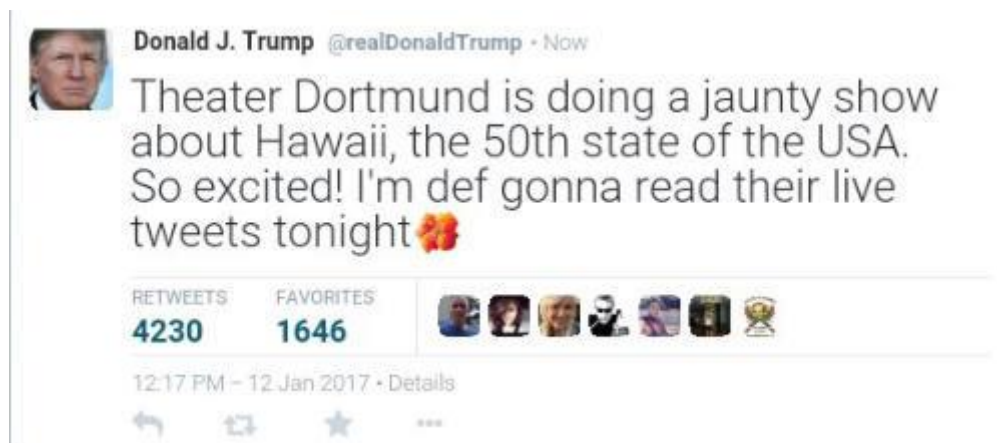 Donald J. Trump @realDonaldTrump · Now
Theater Dortmund is doing a jaunty show
about Hawaii, the 50th state of the USA.
So excited! I'm def gonna read their live
tweets tonight
RETWEETS FAVORITES
4230 1646
12:17 PM – 12 Jan 2017 · Details